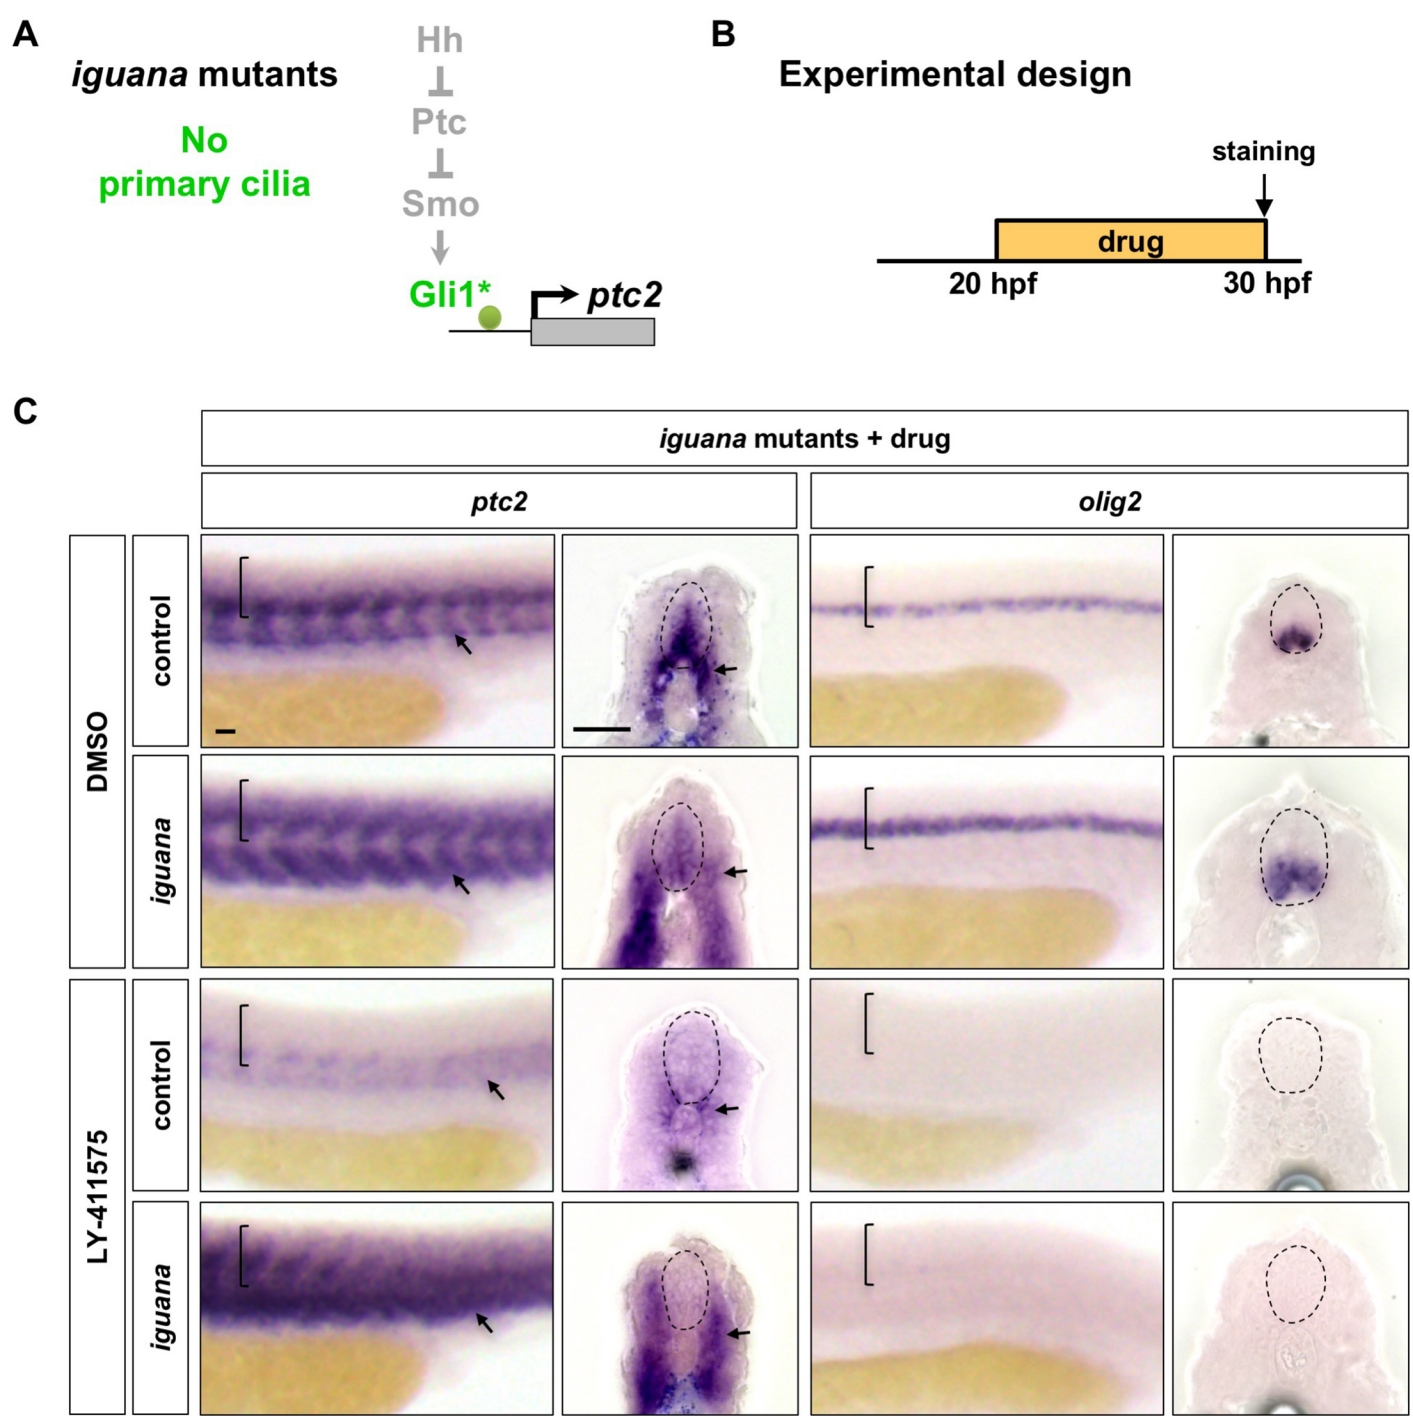 A
iguana mutants
No
primary cilia
Hh
Ptc
Smo
Gli1*
ptc2
B
Experimental design
staining
drug
20 hpf
30 hpf
C
iguana mutants + drug
ptc2
olig2
DMSO
control
iguana
LY-411575
control
iguana